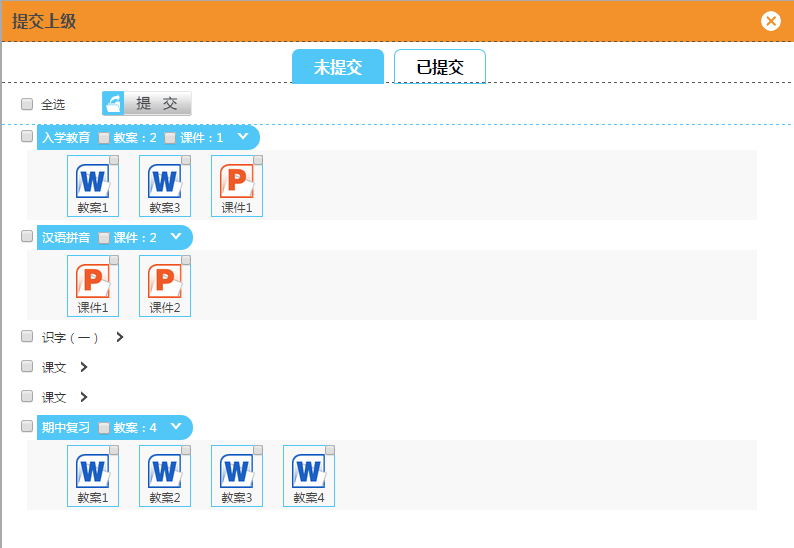 提交上级
未提交 已提交
全选 提 交
入学教育 教案：2 课件：1
教案1 教案3 课件1
汉语拼音 课件：2
课件1 课件2
识字（一）
课文
课文
期中复习 教案：4
教案1 教案2 教案3 教案4